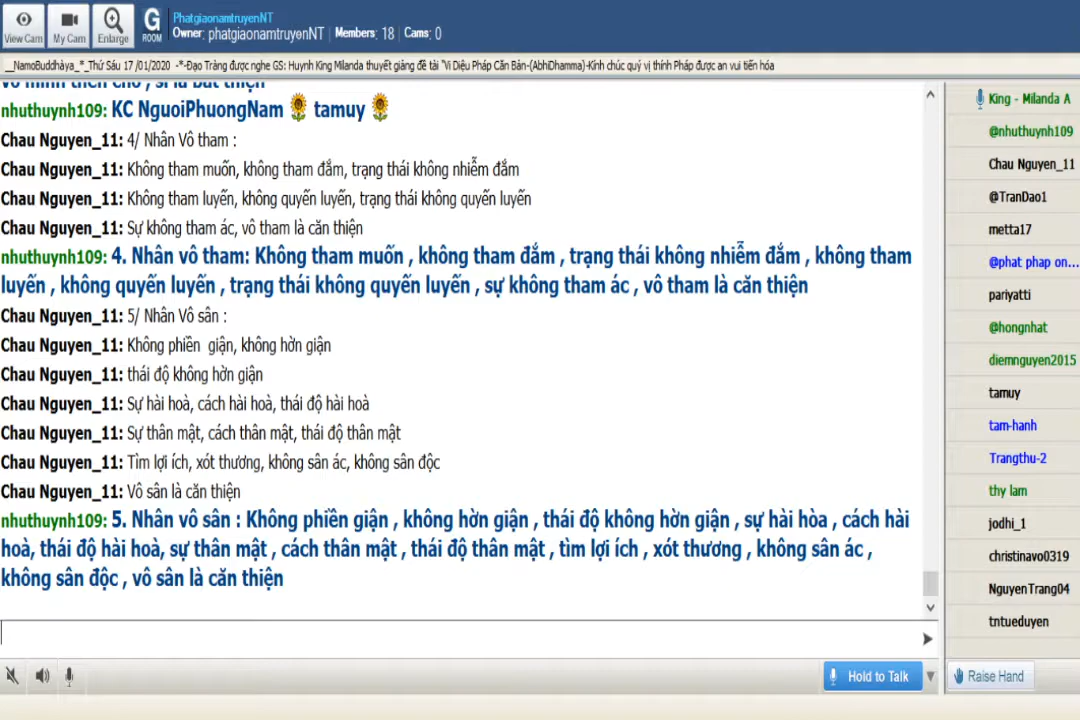 View Cam
My Cam
Enlarge
G
ROOM
PhatgiaonamtruyenNT
Owner: phatgiaonamtruyenNT | Members: 18 | Cams: 0
__NamoBuddhàya_*_Thứ Sáu 17 /01/2020 -*-Đạo Tràng được nghe GS: Huynh King Milanda thuyết giảng đề tài "Vi Diệu Pháp Căn Bản-(AbhiDhamma)-Kính chúc quý vị thính Pháp được an vui tiến hóa
nhuthuynh109: KC NguoiPhuongNam 🌻 tamuy 🌻
Chau Nguyen_11: 4/ Nhân Vô tham :
Chau Nguyen_11: Không tham muốn, không tham đắm, trạng thái không nhiễm đắm
Chau Nguyen_11: Không tham luyến, không quyến luyến, trạng thái không quyến luyến
Chau Nguyen_11: Sự không tham ác, vô tham là căn thiện
nhuthuynh109: 4. Nhân vô tham: Không tham muốn , không tham đắm , trạng thái không nhiễm đắm , không tham
luyến , không quyến luyến , trạng thái không quyến luyến , sự không tham ác , vô tham là căn thiện
Chau Nguyen_11: 5/ Nhân Vô sân :
Chau Nguyen_11: Không phiền giận, không hờn giận
Chau Nguyen_11: thái độ không hờn giận
Chau Nguyen_11: Sự hài hoà, cách hài hoà, thái độ hài hoà
Chau Nguyen_11: Sự thân mật, cách thân mật, thái độ thân mật
Chau Nguyen_11: Tìm lợi ích, xót thương, không sân ác, không sân độc
Chau Nguyen_11: Vô sân là căn thiện
nhuthuynh109: 5. Nhân vô sân : Không phiền giận , không hờn giận , thái độ không hờn giận , sự hài hòa , cách hài
hoà, thái độ hài hoà, sự thân mật , cách thân mật , thái độ thân mật , tìm lợi ích , xót thương , không sân ác ,
không sân độc , vô sân là căn thiện
Hold to Talk
King - Milanda A
@nhuthuynh109
Chau Nguyen_11
@TranDao1
metta17
@phat phap on...
pariyatti
@hongnhat
diemnguyen2015
tamuy
tam-hanh
Trangthu-2
thy lam
jodhi_1
christinavo0319
NguyenTrang04
tntueduyen
Raise Hand